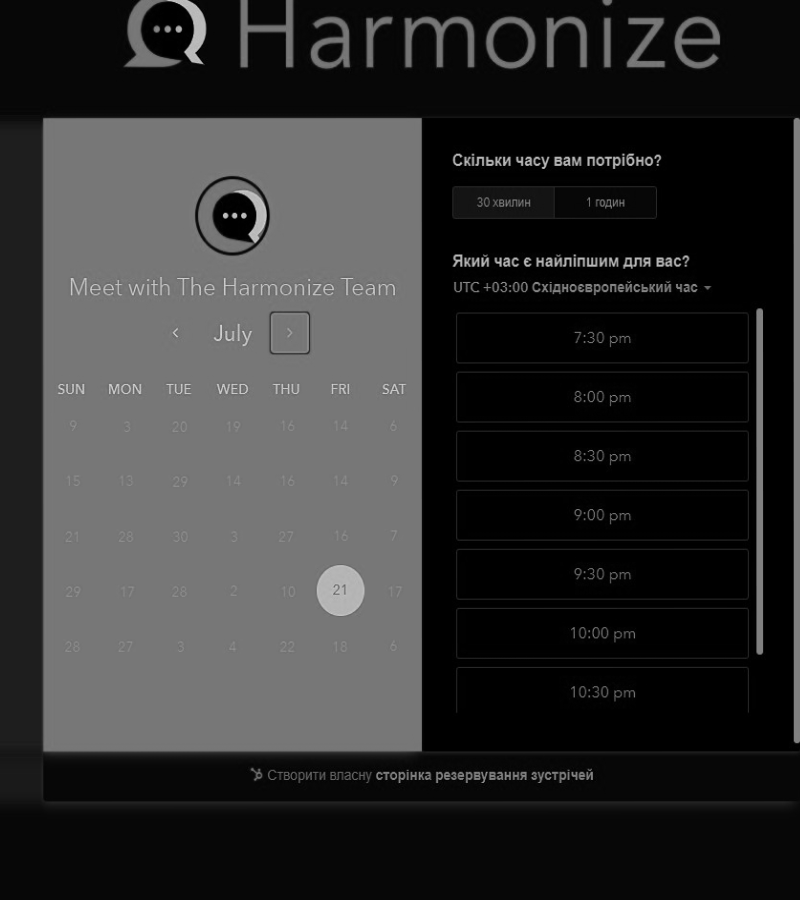 Harmonize
Meet with The Harmonize Team
July
SUN MON TUE WED THU FRI SAT
9 3 20 19 16 14 6
15 13 29 14 16 14 9
21 28 30 3 27 16 7
29 17 28 2 10 21 17
28 27 3 4 22 18 6
Скільки часу вам потрібно?
30 хвилин 1 годин
Який час є найліпшим для вас?
UTC +03:00 Східноєвропейський час
7:30 pm
8:00 pm
8:30 pm
9:00 pm
9:30 pm
10:00 pm
10:30 pm
Створити власну сторінка резервування зустрічей